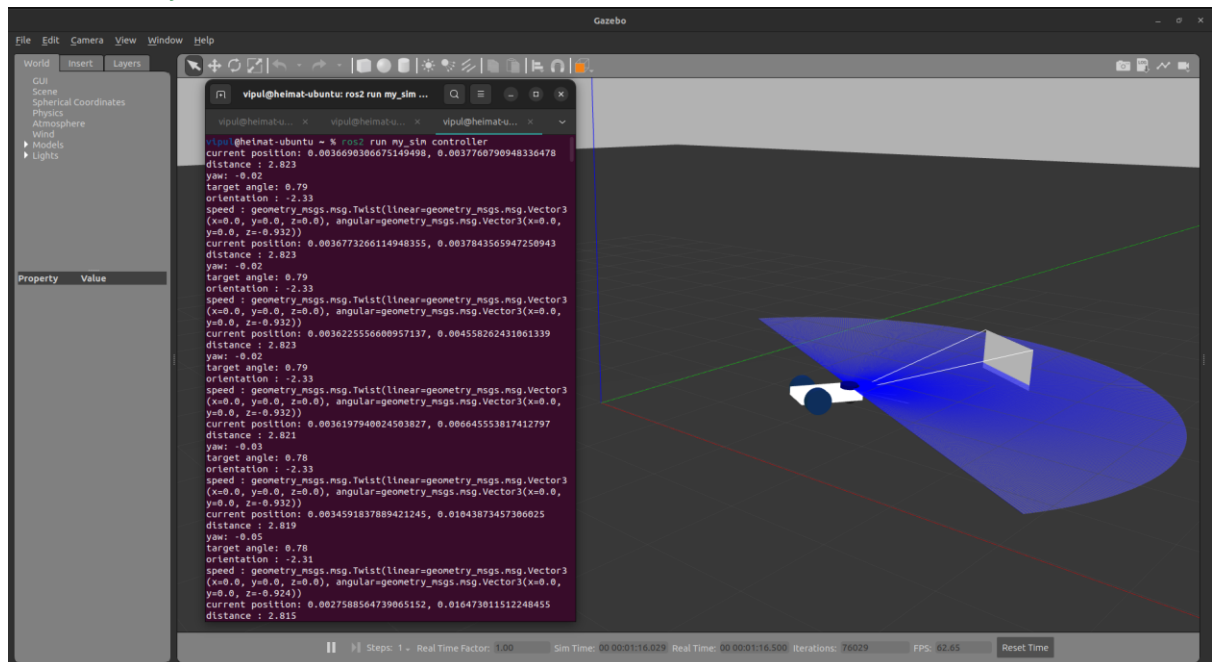 Gazebo
File Edit Camera View Window Help
World Insert Layers
GUI
Scene
Spherical Coordinates
Physics
Atmosphere
Wind
Models
Lights
Property Value
vipul@heimat-ubuntu: ros2 run my_sim ...
vipul@heimat-u... × vipul@heimat-u... × vipul@heimat-u... ×
vipul@heimat-ubuntu ~ % ros2 run my_sim controller
current position: 0.0036690306675149498, 0.0037760790948336478
distance : 2.823
yaw: -0.02
target angle: 0.79
orientation : -2.33
speed : geometry_msgs.msg.Twist(linear=geometry_msgs.msg.Vector3
(x=0.0, y=0.0, z=0.0), angular=geometry_msgs.msg.Vector3(x=0.0,
y=0.0, z=-0.932))
current position: 0.0036773266114948355, 0.0037843565947250943
distance : 2.823
yaw: -0.02
target angle: 0.79
orientation : -2.33
speed : geometry_msgs.msg.Twist(linear=geometry_msgs.msg.Vector3
(x=0.0, y=0.0, z=0.0), angular=geometry_msgs.msg.Vector3(x=0.0,
y=0.0, z=-0.932))
current position: 0.0036225556600957137, 0.004558262431061339
distance : 2.823
yaw: -0.02
target angle: 0.79
orientation : -2.33
speed : geometry_msgs.msg.Twist(linear=geometry_msgs.msg.Vector3
(x=0.0, y=0.0, z=0.0), angular=geometry_msgs.msg.Vector3(x=0.0,
y=0.0, z=-0.932))
current position: 0.0036197940024503827, 0.006645553817412797
distance : 2.821
yaw: -0.03
target angle: 0.78
orientation : -2.33
speed : geometry_msgs.msg.Twist(linear=geometry_msgs.msg.Vector3
(x=0.0, y=0.0, z=0.0), angular=geometry_msgs.msg.Vector3(x=0.0,
y=0.0, z=-0.932))
current position: 0.0034591837889421245, 0.01043873457306025
distance : 2.819
yaw: -0.05
target angle: 0.78
orientation : -2.31
speed : geometry_msgs.msg.Twist(linear=geometry_msgs.msg.Vector3
(x=0.0, y=0.0, z=0.0), angular=geometry_msgs.msg.Vector3(x=0.0,
y=0.0, z=-0.924))
current position: 0.0027588564739065152, 0.016473011512248455
distance : 2.815
Steps: 1 Real Time Factor: 1.00 Sim Time: 00 00:01:16.029 Real Time: 00 00:01:16.500 Iterations: 76029 FPS: 62.65 Reset Time